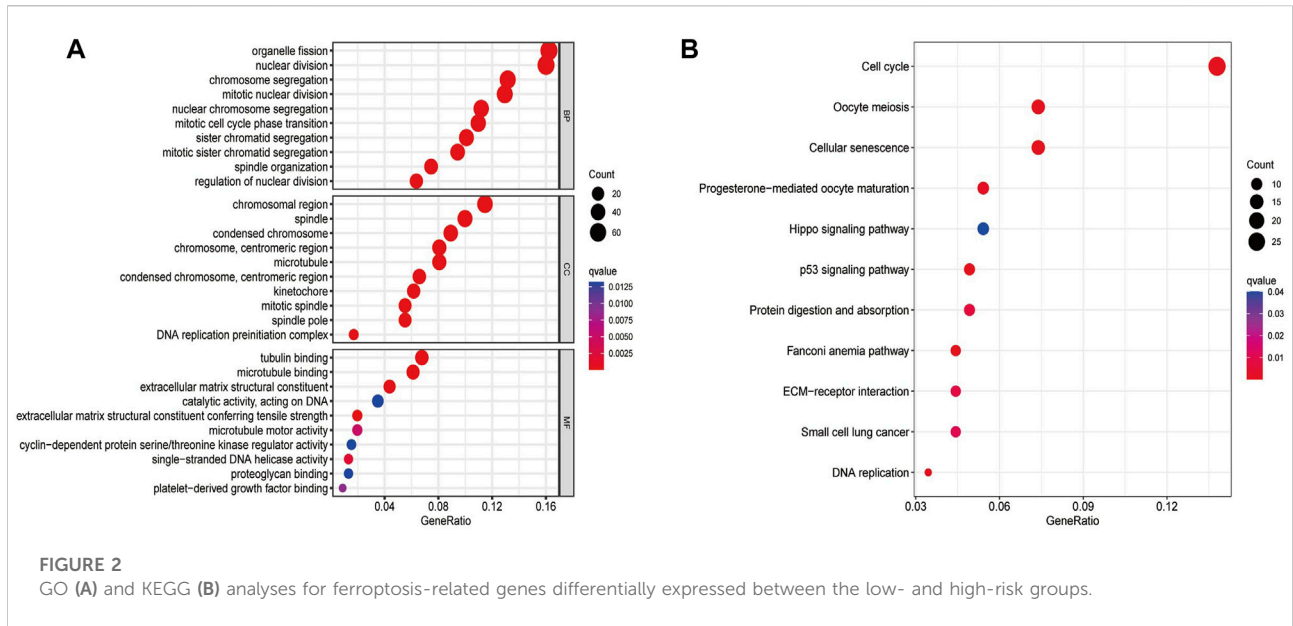 A
organelle fission
nuclear division
chromosome segregation
mitotic nuclear division
nuclear chromosome segregation
mitotic cell cycle phase transition
sister chromatid segregation
mitotic sister chromatid segregation
spindle organization
regulation of nuclear division
BP
chromosomal region
spindle
condensed chromosome
chromosome, centromeric region
microtubule
condensed chromosome, centromeric region
kinetochore
mitotic spindle
spindle pole
DNA replication preinitiation complex
CC
tubulin binding
microtubule binding
extracellular matrix structural constituent
catalytic activity, acting on DNA
extracellular matrix structural constituent conferring tensile strength
microtubule motor activity
cyclin-dependent protein serine/threonine kinase regulator activity
single-stranded DNA helicase activity
proteoglycan binding
platelet-derived growth factor binding
MF
0.04 0.08 0.12 0.16
GeneRatio
Count
20
40
60
qvalue
0.0125
0.0100
0.0075
0.0050
0.0025
B
Cell cycle
Oocyte meiosis
Cellular senescence
Progesterone-mediated oocyte maturation
Hippo signaling pathway
p53 signaling pathway
Protein digestion and absorption
Fanconi anemia pathway
ECM-receptor interaction
Small cell lung cancer
DNA replication
0.03 0.06 0.09 0.12
GeneRatio
Count
10
15
20
25
qvalue
0.04
0.03
0.02
0.01
FIGURE 2
GO (A) and KEGG (B) analyses for ferroptosis-related genes differentially expressed between the low- and high-risk groups.